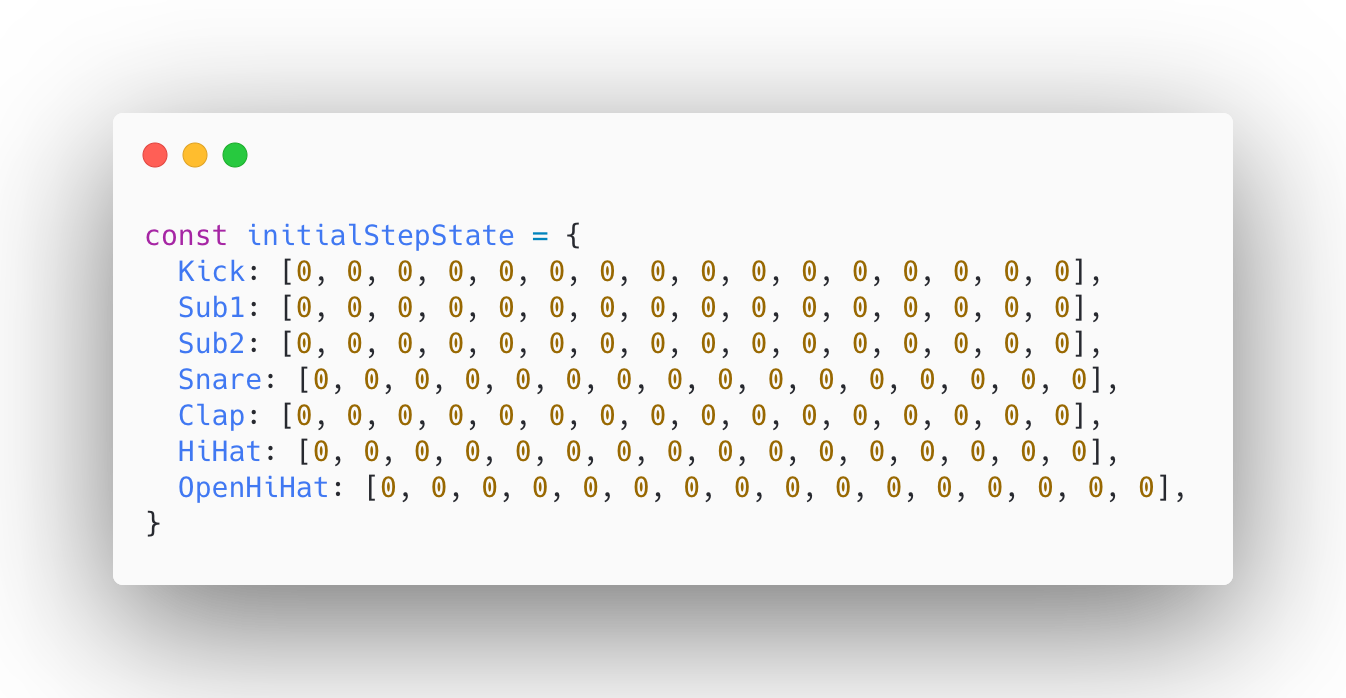 const initialStepState = {
  Kick: [0, 0, 0, 0, 0, 0, 0, 0, 0, 0, 0, 0, 0, 0, 0, 0],
  Sub1: [0, 0, 0, 0, 0, 0, 0, 0, 0, 0, 0, 0, 0, 0, 0, 0],
  Sub2: [0, 0, 0, 0, 0, 0, 0, 0, 0, 0, 0, 0, 0, 0, 0, 0],
  Snare: [0, 0, 0, 0, 0, 0, 0, 0, 0, 0, 0, 0, 0, 0, 0, 0],
  Clap: [0, 0, 0, 0, 0, 0, 0, 0, 0, 0, 0, 0, 0, 0, 0, 0],
  HiHat: [0, 0, 0, 0, 0, 0, 0, 0, 0, 0, 0, 0, 0, 0, 0, 0],
  OpenHiHat: [0, 0, 0, 0, 0, 0, 0, 0, 0, 0, 0, 0, 0, 0, 0, 0],
}